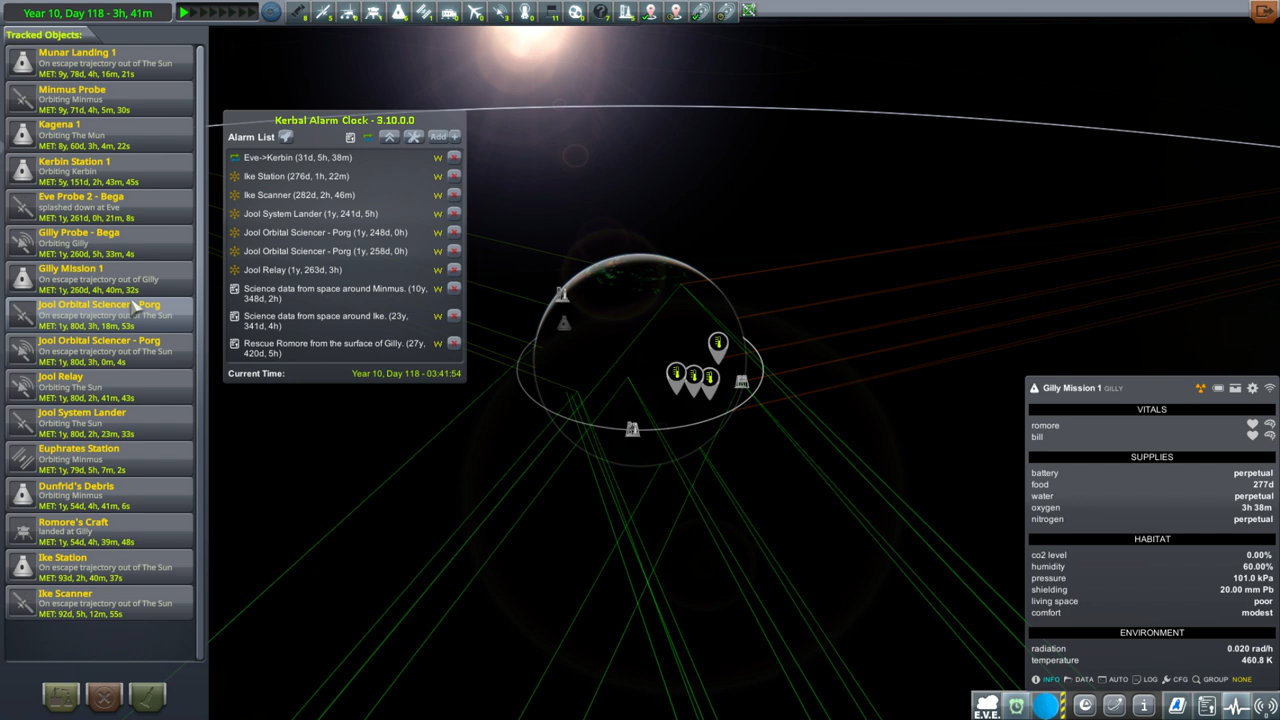 Year 10, Day 118 - 3h, 41m
Tracked Objects:
Munar Landing 1
On escape trajectory out of The Sun
MET: 9y, 78d, 4h, 16m, 21s
Minmus Probe
Orbiting Minmus
MET: 9y, 71d, 4h, 5m, 30s
Kagena 1
Orbiting The Mun
MET: 8y, 60d, 3h, 4m, 22s
Kerbin Station 1
Orbiting Kerbin
MET: 5y, 151d, 2h, 43m, 45s
Eve Probe 2 - Bega
splashed down at Eve
MET: 1y, 261d, 0h, 21m, 8s
Gilly Probe - Bega
Orbiting Gilly
MET: 1y, 260d, 5h, 33m, 4s
Gilly Mission 1
On escape trajectory out of Gilly
MET: 1y, 260d, 4h, 40m, 32s
Jool Orbital Sciencer - Porg
On escape trajectory out of The Sun
MET: 1y, 80d, 3h, 18m, 53s
Jool Orbital Sciencer - Porg
On escape trajectory out of The Sun
MET: 1y, 80d, 3h, 0m, 4s
Jool Relay
Orbiting The Sun
MET: 1y, 80d, 2h, 41m, 43s
Jool System Lander
Orbiting The Sun
MET: 1y, 80d, 2h, 23m, 33s
Euphrates Station
Orbiting Minmus
MET: 1y, 79d, 5h, 7m, 2s
Dunfrid's Debris
Orbiting Minmus
MET: 1y, 54d, 4h, 41m, 6s
Romore's Craft
landed at Gilly
MET: 1y, 54d, 4h, 39m, 48s
Ike Station
On escape trajectory out of The Sun
MET: 93d, 2h, 40m, 37s
Ike Scanner
On escape trajectory out of The Sun
MET: 92d, 5h, 12m, 55s
Kerbal Alarm Clock - 3.10.0.0
Alarm List
Add +
Eve->Kerbin (31d, 5h, 38m) W
Ike Station (276d, 1h, 22m) W
Ike Scanner (282d, 2h, 46m) W
Jool System Lander (1y, 241d, 5h) W
Jool Orbital Sciencer - Porg (1y, 248d, 0h) W
Jool Orbital Sciencer - Porg (1y, 258d, 0h) W
Jool Relay (1y, 263d, 3h) W
Science data from space around Minmus. (10y, W
348d, 2h)
Science data from space around Ike. (23y, W
341d, 4h)
Rescue Romore from the surface of Gilly. (27y, W
420d, 5h)
Current Time: Year 10, Day 118 - 03:41:54
Gilly Mission 1 GILLY
VITALS
romore
bill
SUPPLIES
battery perpetual
food 277d
water perpetual
oxygen 3h 38m
nitrogen perpetual
HABITAT
co2 level 0.00%
humidity 60.00%
pressure 101.0 kPa
shielding 20.00 mm Pb
living space poor
comfort modest
ENVIRONMENT
radiation 0.020 rad/h
temperature 460.8 K
INFO DATA AUTO LOG CFG GROUP NONE
E.V.E.